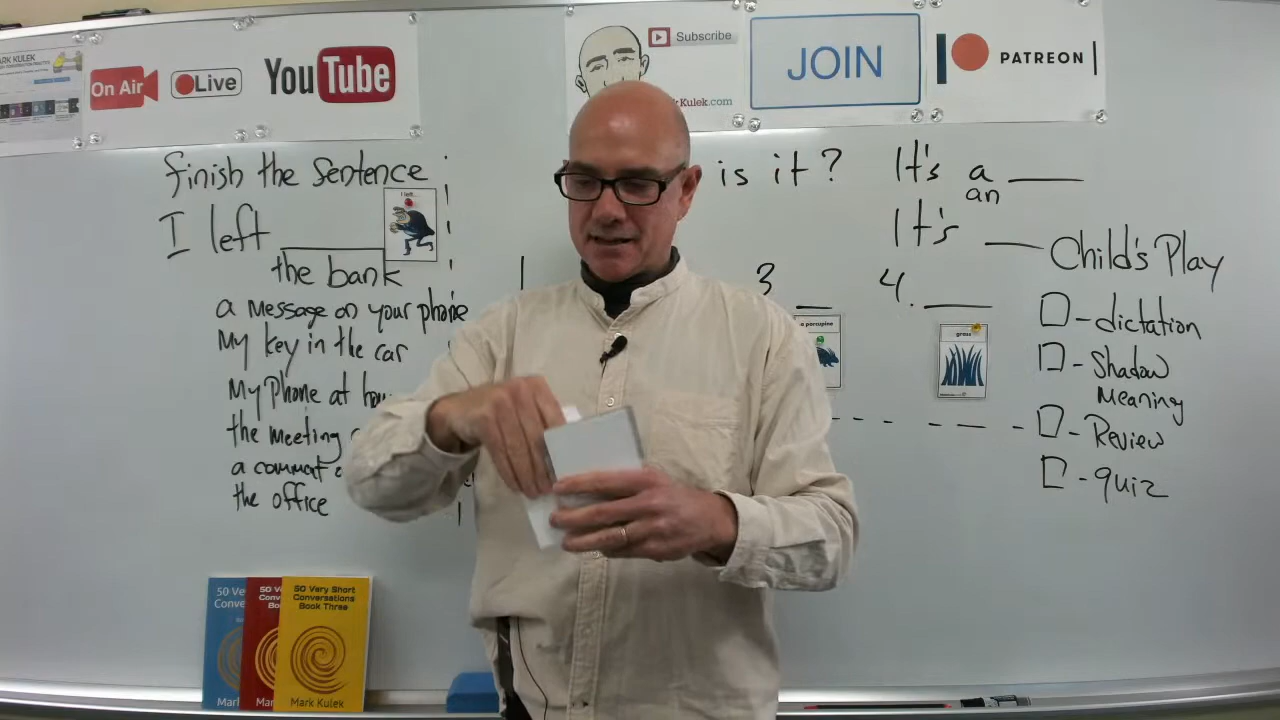 On Air
Live
YouTube
Subscribe
Kulek.com
JOIN
PATREON
finish the sentence
I left
I left
the bank
a message on your phone
My key in the car
My phone at
the meeting
a comment
the office
is it?
It's a
an
It's
3
4.
a porcupine
grass
Child's Play
- dictation
- Shadow
Meaning
- Review
- quiz
50 Very Short
Conversations
Book Three
Mark Kulek